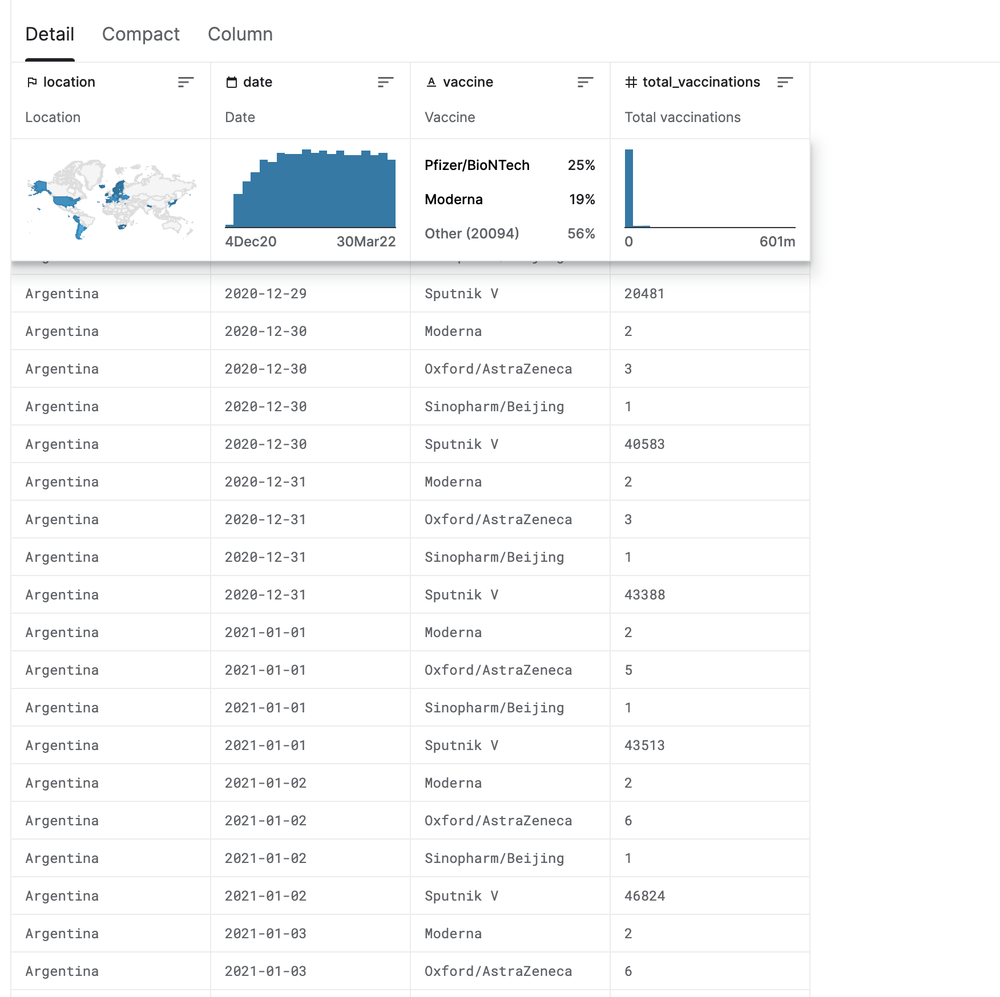 Detail Compact Column
location date vaccine total_vaccinations
Location Date Vaccine Total vaccinations
Pfizer/BioNTech 25%
Moderna 19%
Other (20094) 56%
4Dec20 30Mar22 0 601m
Argentina 2020-12-29 Sputnik V 20481
Argentina 2020-12-30 Moderna 2
Argentina 2020-12-30 Oxford/AstraZeneca 3
Argentina 2020-12-30 Sinopharm/Beijing 1
Argentina 2020-12-30 Sputnik V 40583
Argentina 2020-12-31 Moderna 2
Argentina 2020-12-31 Oxford/AstraZeneca 3
Argentina 2020-12-31 Sinopharm/Beijing 1
Argentina 2020-12-31 Sputnik V 43388
Argentina 2021-01-01 Moderna 2
Argentina 2021-01-01 Oxford/AstraZeneca 5
Argentina 2021-01-01 Sinopharm/Beijing 1
Argentina 2021-01-01 Sputnik V 43513
Argentina 2021-01-02 Moderna 2
Argentina 2021-01-02 Oxford/AstraZeneca 6
Argentina 2021-01-02 Sinopharm/Beijing 1
Argentina 2021-01-02 Sputnik V 46824
Argentina 2021-01-03 Moderna 2
Argentina 2021-01-03 Oxford/AstraZeneca 6